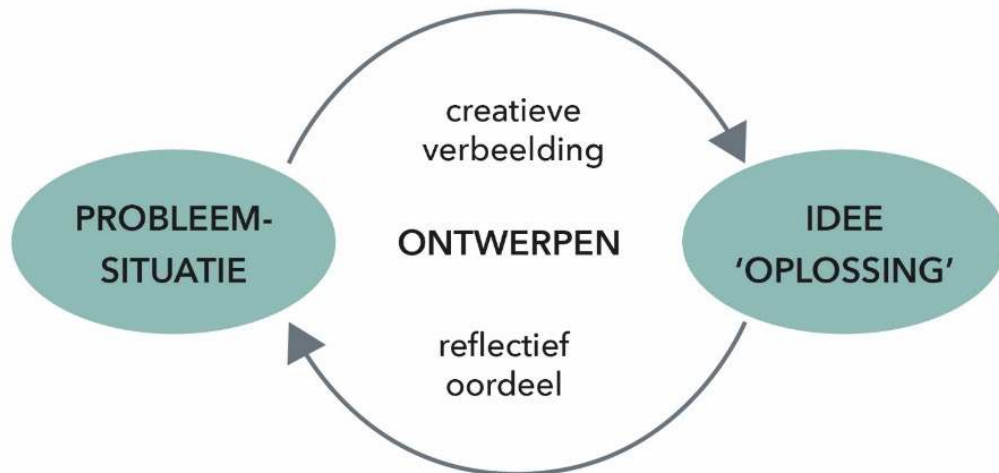 creatieve
verbeelding
PROBLEEM-
SITUATIE
ONTWERPEN
IDEE
‘OPLOSSING’
reflectief
oordeel